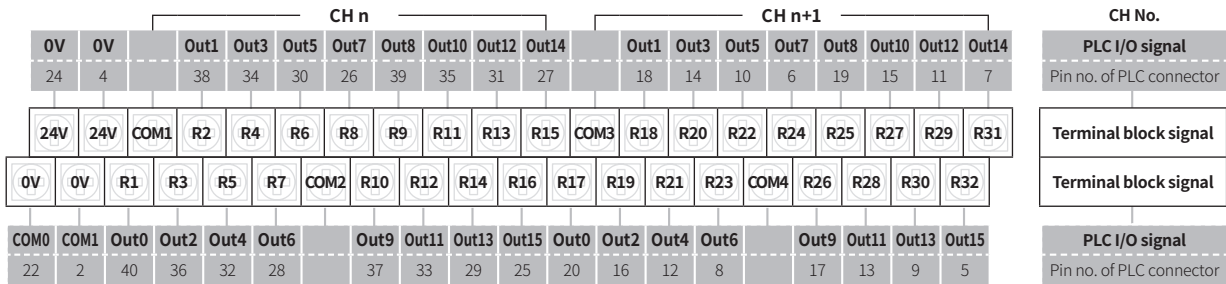 CH n CH n+1 CH No.
0V 0V Out1 Out3 Out5 Out7 Out8 Out10 Out12 Out14 Out1 Out3 Out5 Out7 Out8 Out10 Out12 Out14 PLC I/O signal
24 4 38 34 30 26 39 35 31 27 18 14 10 6 19 15 11 7 Pin no. of PLC connector
24V 24V COM1 R2 R4 R6 R8 R9 R11 R13 R15 COM3 R18 R20 R22 R24 R25 R27 R29 R31 Terminal block signal
0V 0V R1 R3 R5 R7 COM2 R10 R12 R14 R16 R17 R19 R21 R23 COM4 R26 R28 R30 R32 Terminal block signal
COM0 COM1 Out0 Out2 Out4 Out6 Out9 Out11 Out13 Out15 Out0 Out2 Out4 Out6 Out9 Out11 Out13 Out15 PLC I/O signal
22 2 40 36 32 28 37 33 29 25 20 16 12 8 17 13 9 5 Pin no. of PLC connector